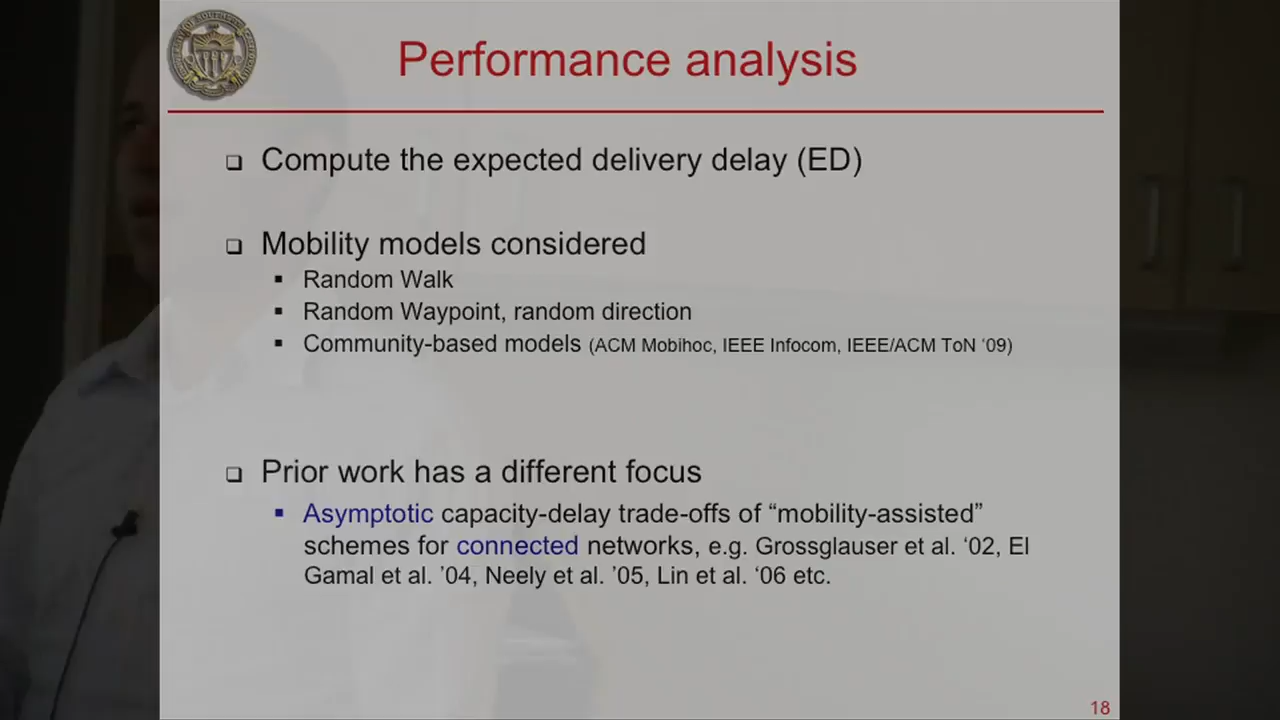 Performance analysis
Compute the expected delivery delay (ED)
Mobility models considered
Random Walk
Random Waypoint, random direction
Community-based models (ACM Mobihoc, IEEE Infocom, IEEE/ACM ToN ‘09)
Prior work has a different focus
Asymptotic capacity-delay trade-offs of “mobility-assisted”
schemes for connected networks, e.g. Grossglauser et al. ‘02, El
Gamal et al. ’04, Neely et al. ’05, Lin et al. ‘06 etc.
18